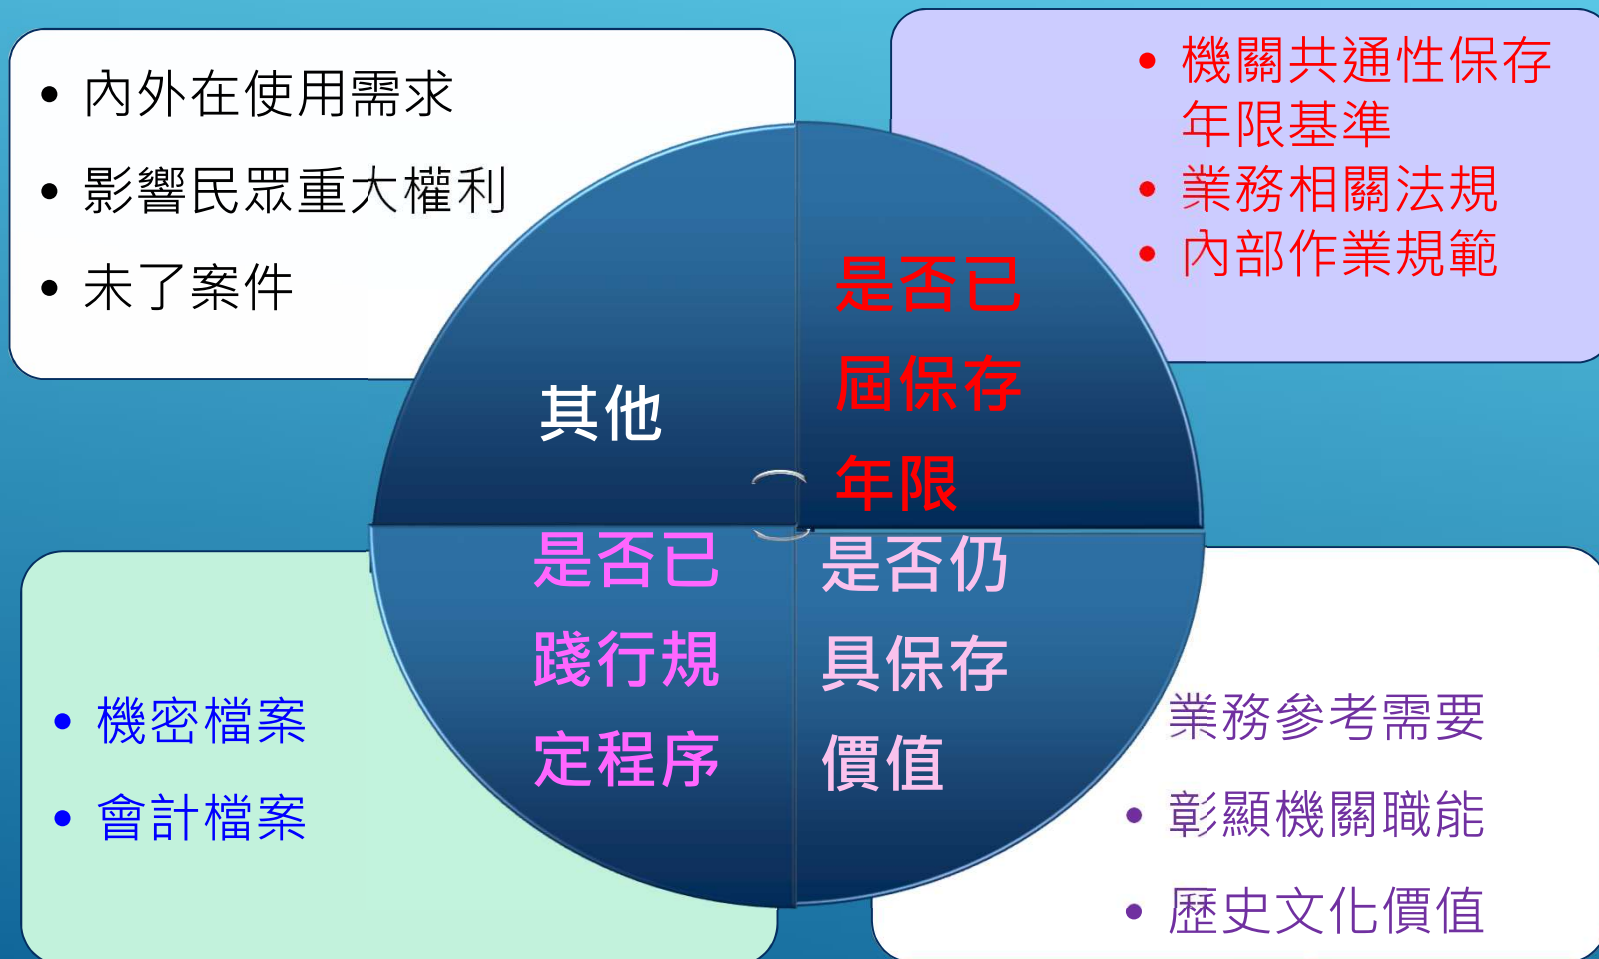 • 內外在使用需求
• 影響民眾重大權利
• 未了案件
• 機關共通性保存
年限基準
• 業務相關法規
• 內部作業規範
其他
是否已
屆保存
年限
是否已
踐行規
定程序
是否仍
具保存
價值
• 機密檔案
• 會計檔案
業務參考需要
• 彰顯機關職能
• 歷史文化價值